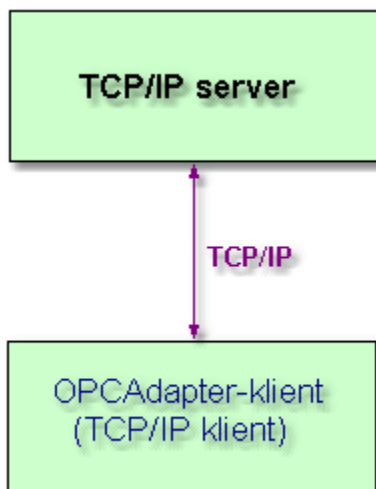 TCP/IP server
TCP/IP
OPCAdapter-klient
(TCP/IP klient)